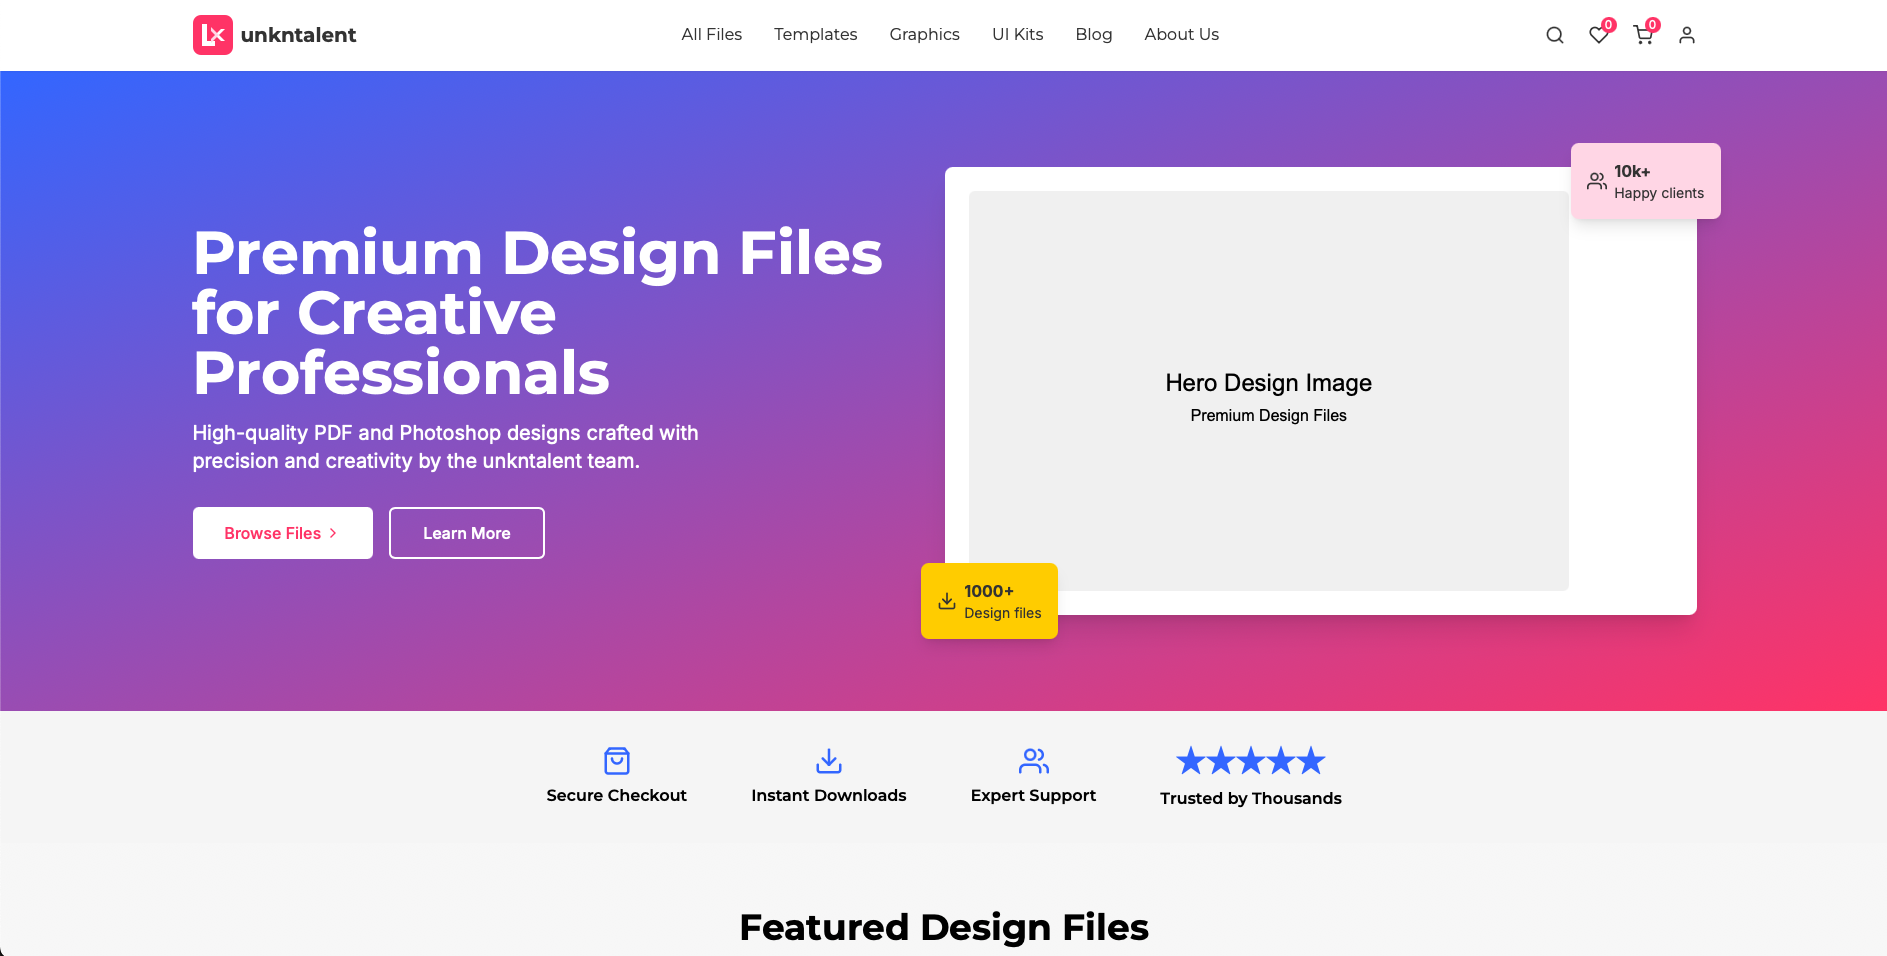 Lx unkntalent
All Files
Templates
Graphics
UI Kits
Blog
About Us
0
0
Premium Design Files
for Creative
Professionals
High-quality PDF and Photoshop designs crafted with
precision and creativity by the unkntalent team.
Browse Files
Learn More
10k+
Happy clients
Hero Design Image
Premium Design Files
1000+
Design files
Secure Checkout
Instant Downloads
Expert Support
Trusted by Thousands
Featured Design Files